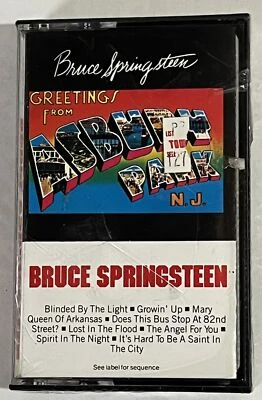 Bruce Springsteen
GREETINGS
FROM
ASBURY
PARK
N.J.
127
BRUCE SPRINGSTEEN
Blinded By The Light ■ Growin' Up ■ Mary
Queen Of Arkansas ■ Does This Bus Stop At 82nd
Street? ■ Lost In The Flood ■ The Angel For You ■
Spirit In The Night ■ It's Hard To Be A Saint In
The City
See label for sequence